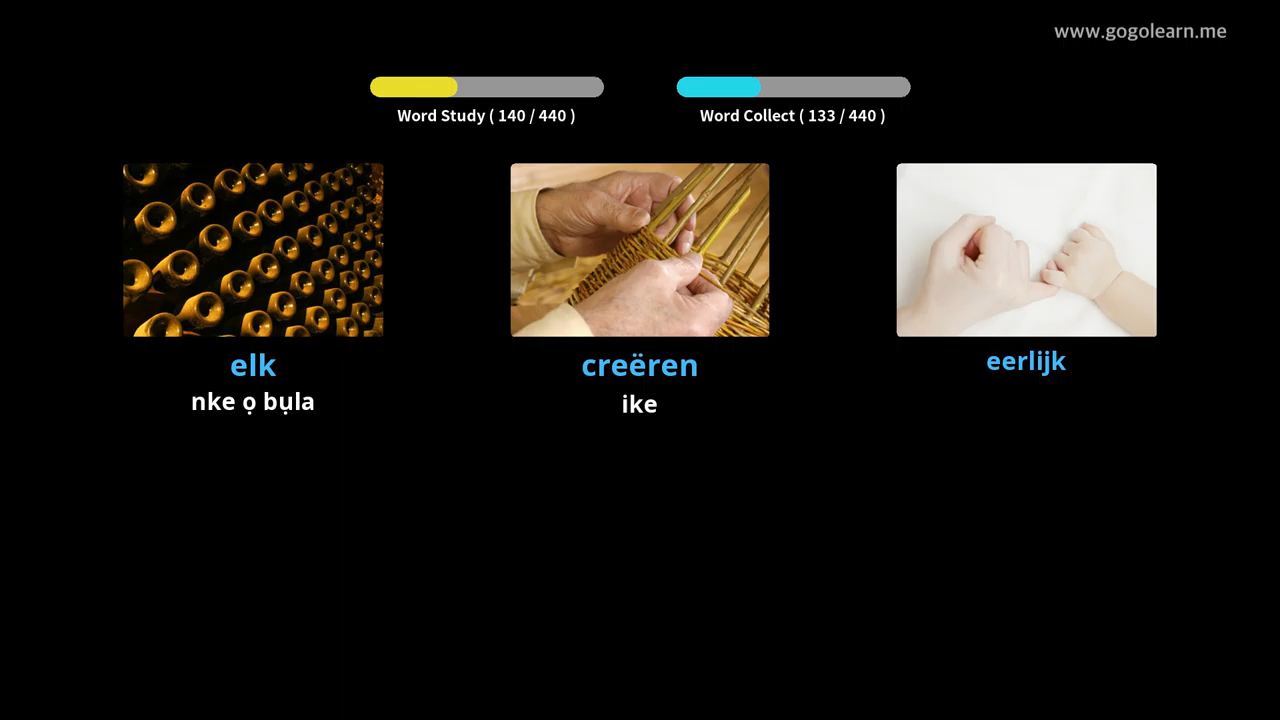 www.gogolearn.me
Word Study ( 140 / 440 )
Word Collect ( 133 / 440 )
elk
nke ọ bụla
creëren
ike
eerlijk